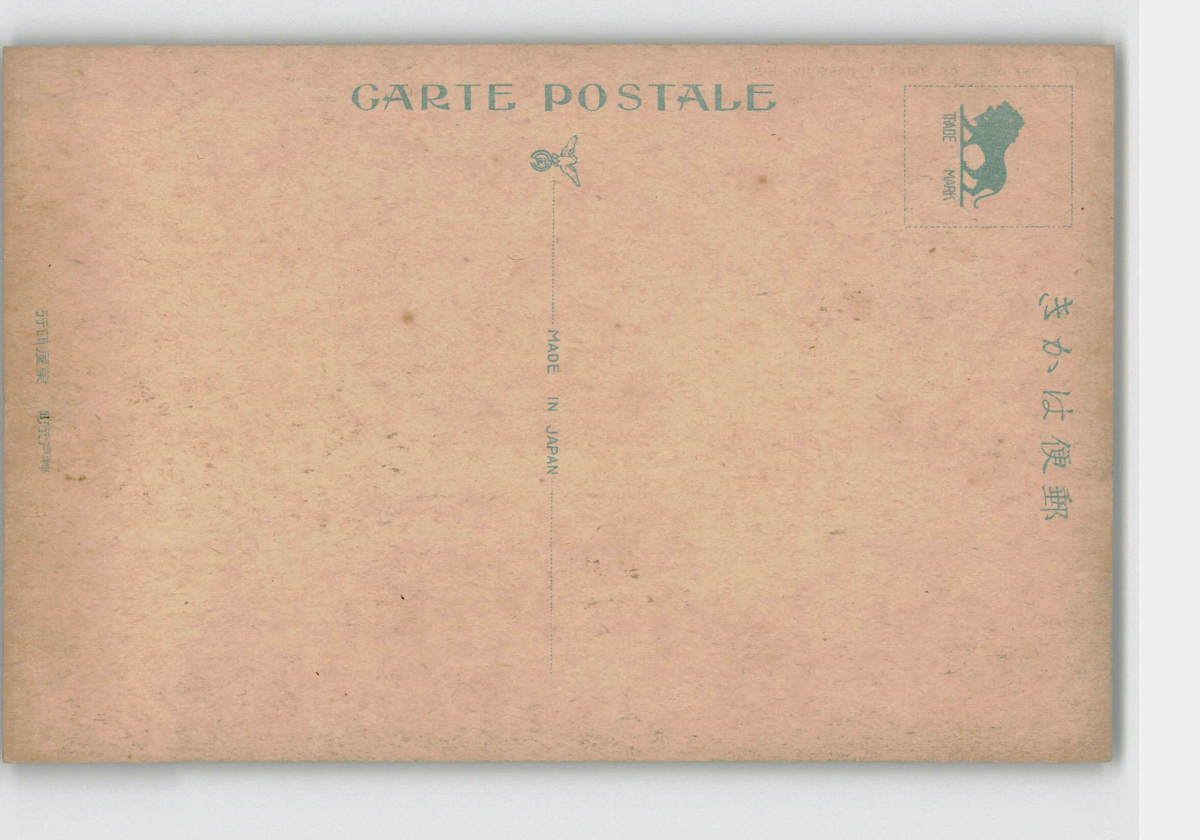 CARTE POSTALE
TRADE MARK
MADE IN JAPAN
きかは便郵